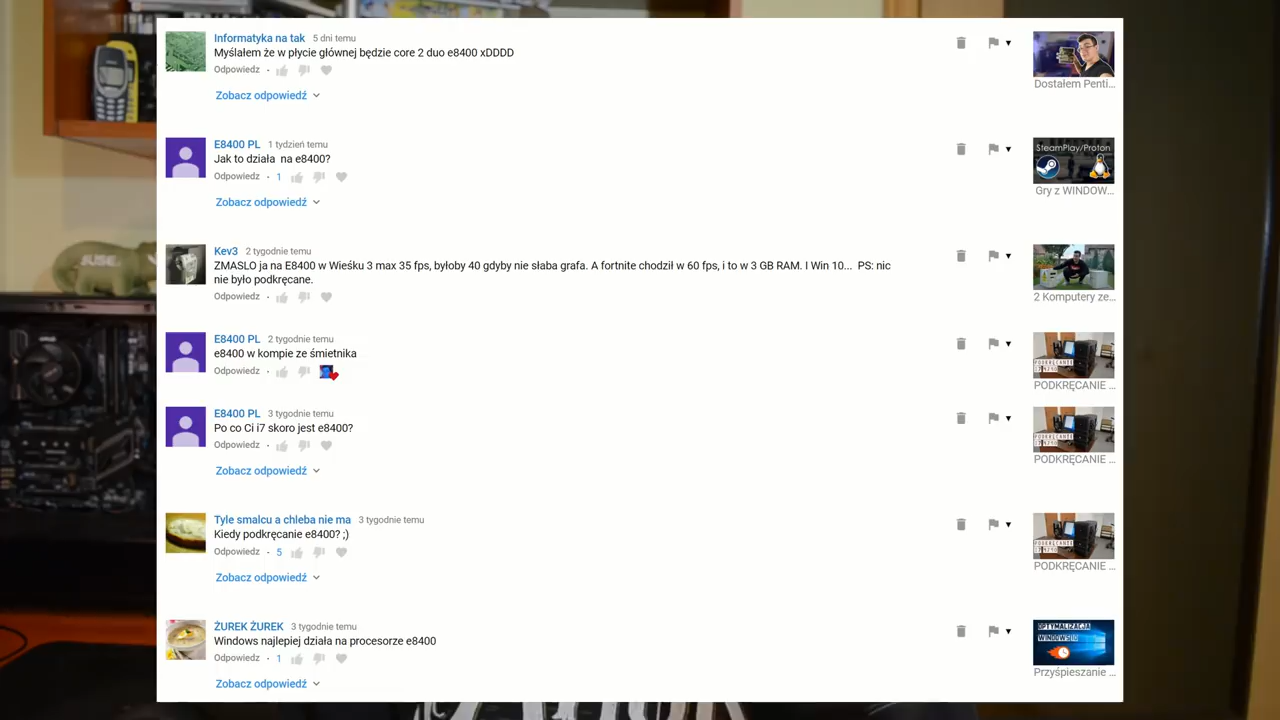 Informatyka na tak 5 dni temu
Myślałem że w płycie głównej będzie core 2 duo e8400 xDDDD
Odpowiedz
Zobacz odpowiedź
Dostałem Penti...
E8400 PL 1 tydzień temu
Jak to działa na e8400?
Odpowiedz · 1
Zobacz odpowiedź
SteamPlay/Proton
Gry z WINDOW...
Kev3 2 tygodnie temu
ZMASLO ja na E8400 w Wieśku 3 max 35 fps, byłoby 40 gdyby nie słaba grafa. A fortnite chodził w 60 fps, i to w 3 GB RAM. I Win 10... PS: nic
nie było podkręcane.
Odpowiedz
2 Komputery ze...
E8400 PL 2 tygodnie temu
e8400 w kompie ze śmietnika
Odpowiedz
PODKRĘCANIE
I7 4790
PODKRĘCANIE ...
E8400 PL 3 tygodnie temu
Po co Ci i7 skoro jest e8400?
Odpowiedz
Zobacz odpowiedź
PODKRĘCANIE
PODKRĘCANIE ...
Tyle smalcu a chleba nie ma 3 tygodnie temu
Kiedy podkręcanie e8400? ;)
Odpowiedz · 5
Zobacz odpowiedź
PODKRĘCANIE
PODKRĘCANIE ...
ŻUREK ŻUREK 3 tygodnie temu
Windows najlepiej działa na procesorze e8400
Odpowiedz · 1
Zobacz odpowiedź
OPTYMALIZACJA
WINDOWS10
Przyśpieszanie ...
SUSE